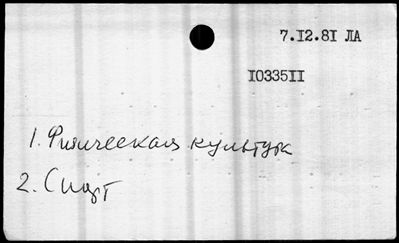 7.12.81 ЛА
1033511
1. Физическая культура
2. Спорт